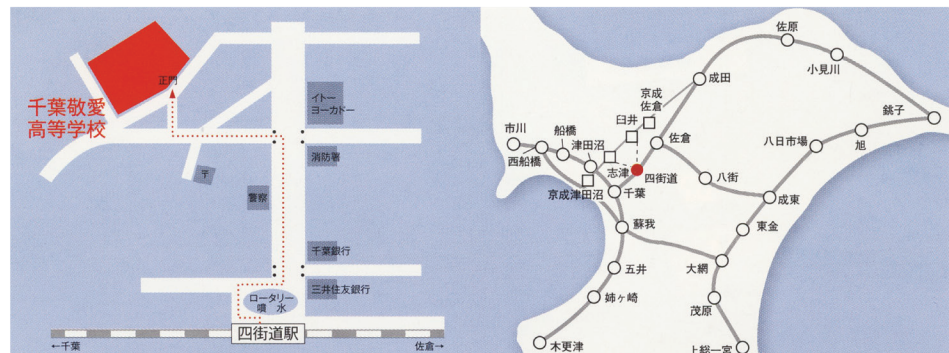 正門
千葉敬愛
高等学校
イトー
ヨーカドー
消防署
〒
警察
千葉銀行
三井住友銀行
ロータリー
噴 水
四街道駅
←千葉
佐倉→
佐原
小見川
成田
京成
佐倉
臼井
銚子
市川
船橋
津田沼
佐倉
八日市場
旭
西船橋
志津
四街道
八街
京成津田沼
千葉
成東
蘇我
東金
五井
大網
姉ヶ崎
茂原
木更津
上総一宮